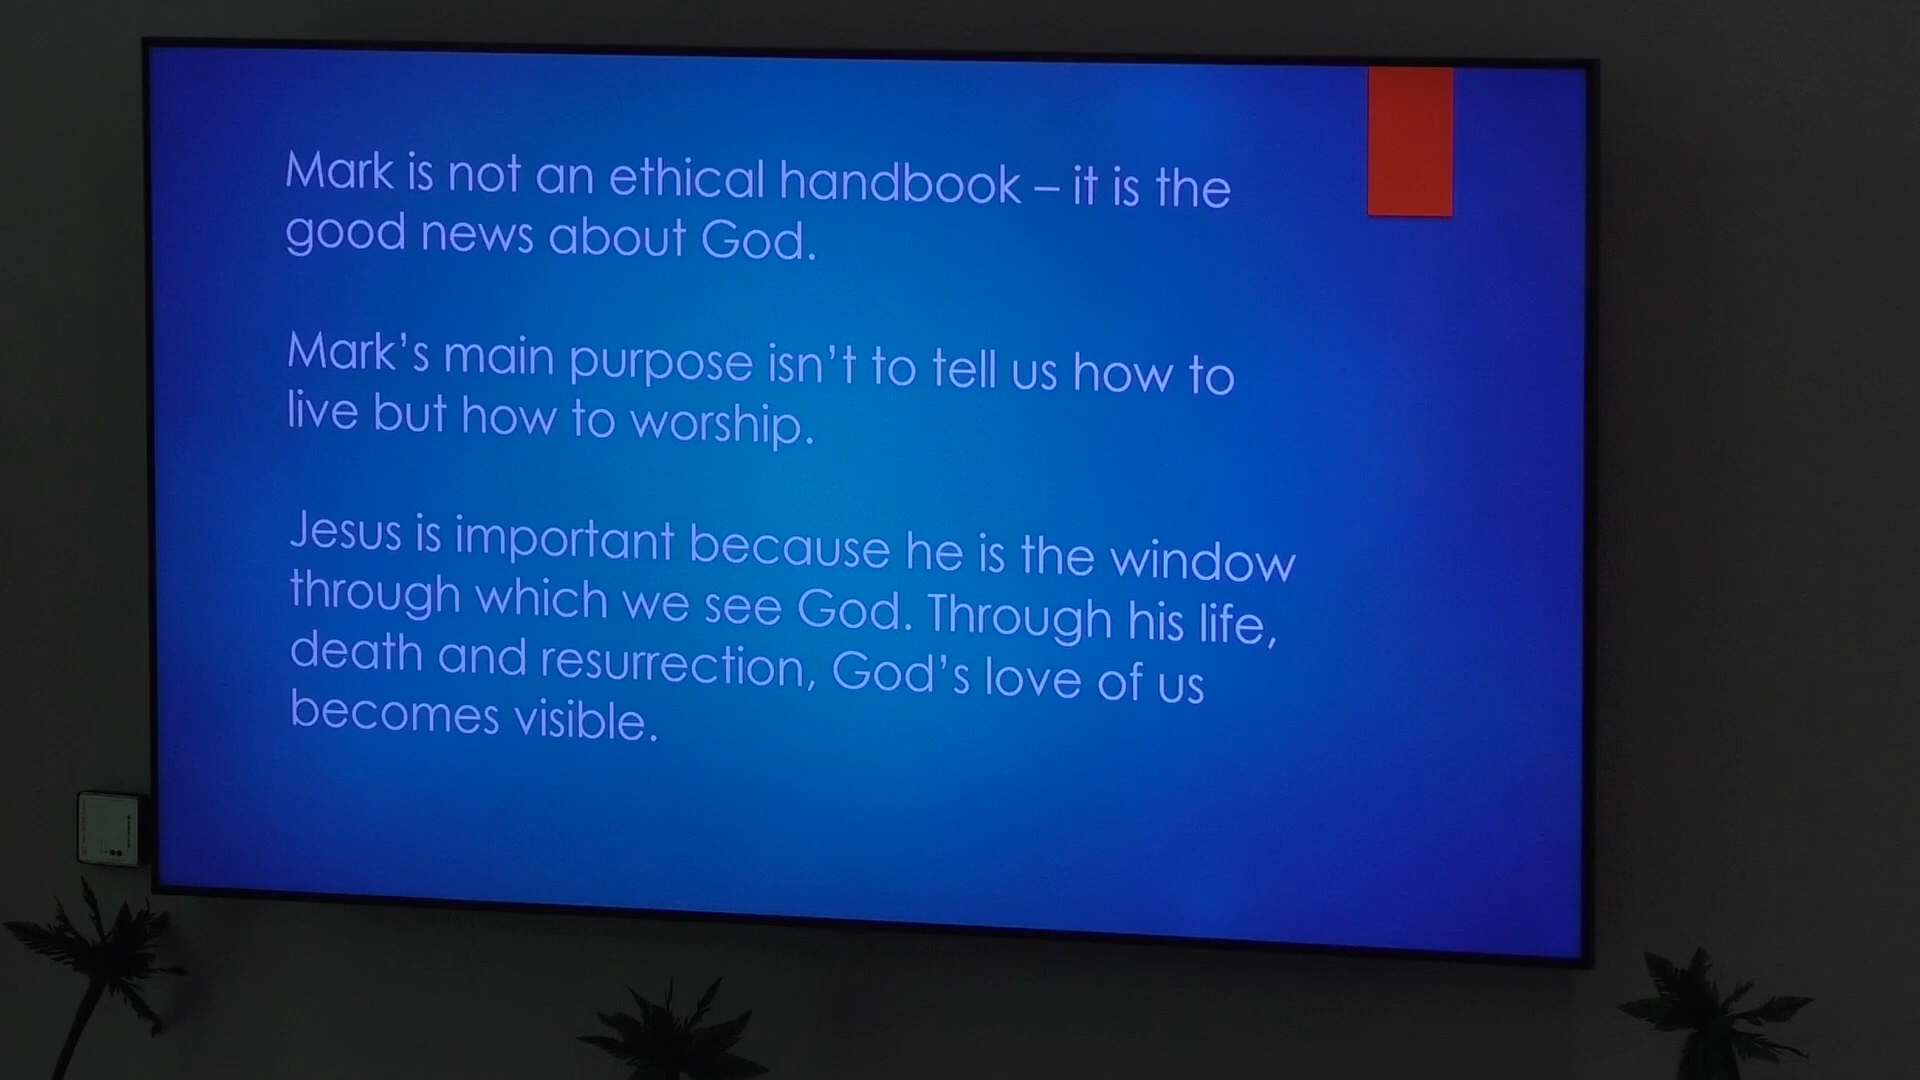 Mark is not an ethical handbook – it is the
good news about God.
Mark’s main purpose isn’t to tell us how to
live but how to worship.
Jesus is important because he is the window
through which we see God. Through his life,
death and resurrection, God’s love of us
becomes visible.